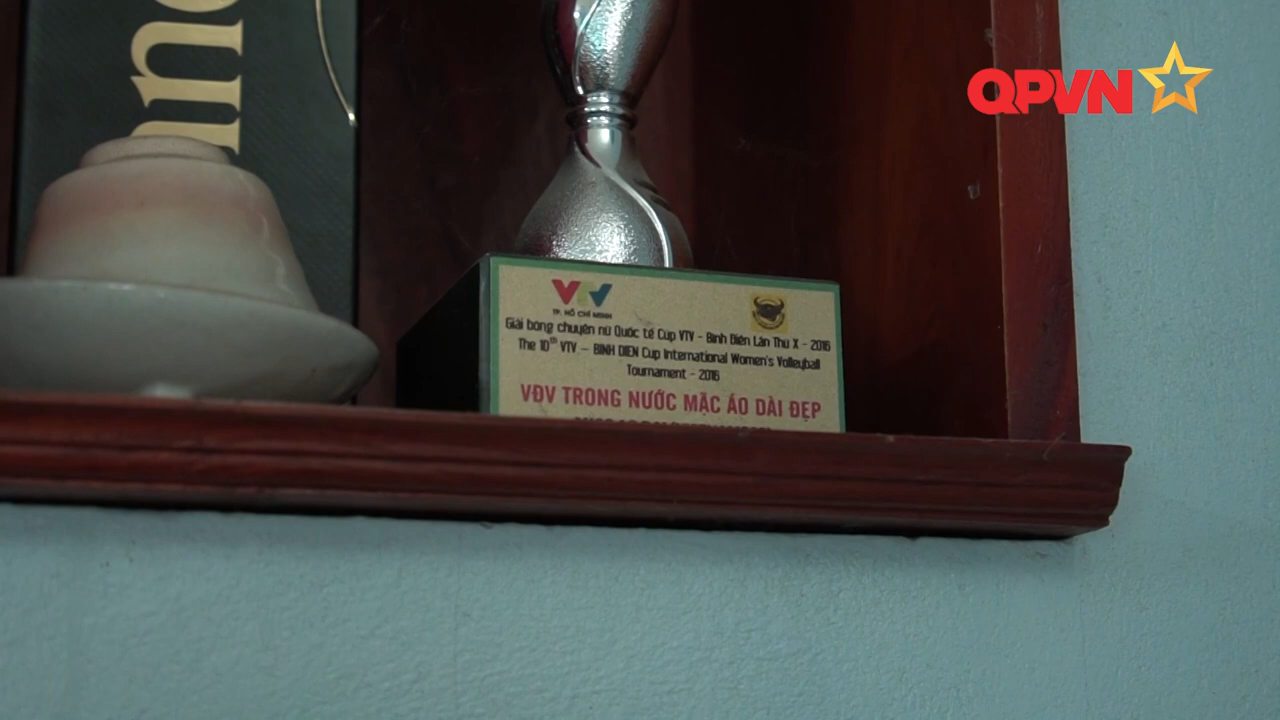 QPVN
VTV
TP. HỒ CHÍ MINH
Giải bóng chuyền nữ Quốc tế Cúp VTV - Bình Điền Lần Thứ X - 2016
The 10th VTV - BINH DIEN Cup International Women's Volleyball
Tournament - 2016
VĐV TRONG NƯỚC MẶC ÁO DÀI ĐẸP